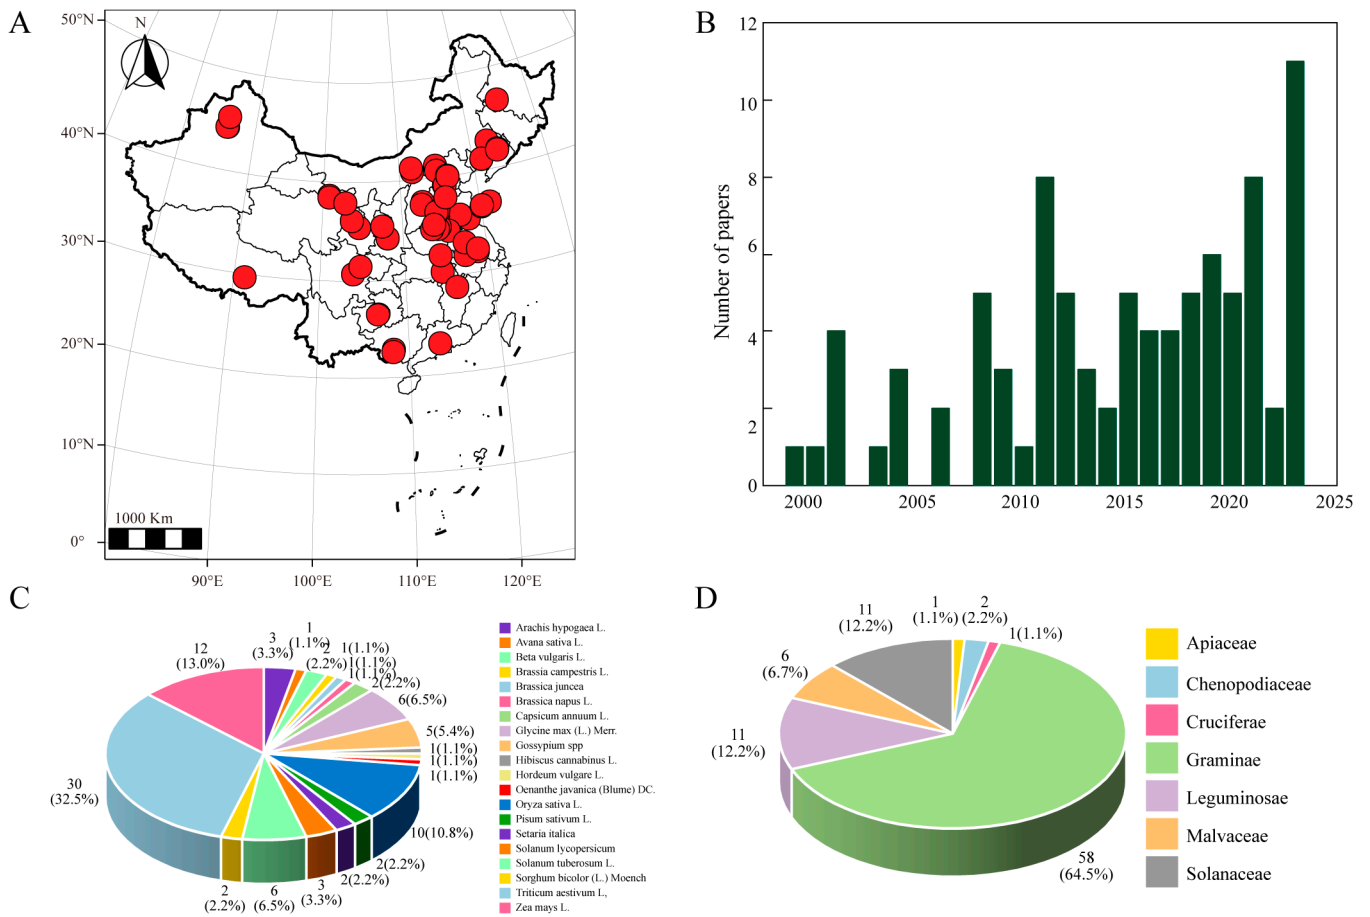 A
N
50°N
40°N
30°N
20°N
10°N
0°
1000 Km
90°E
100°E
110°E
120°E
B
Number of papers
12
10
8
6
4
2
0
2000
2005
2010
2015
2020
2025
C
12
(13.0%)
3
(3.3%)
1
(1.1%)
2
(2.2%)
1(1.1%)
1(1.1%)
1(1.1%)
2(2.2%)
6(6.5%)
5(5.4%)
1(1.1%)
1(1.1%)
1(1.1%)
10(10.8%)
2(2.2%)
2(2.2%)
3
(3.3%)
6
(6.5%)
2
(2.2%)
30
(32.5%)
Arachis hypogaea L.
Avana sativa L.
Beta vulgaris L.
Brassia campestris L.
Brassica juncea
Brassica napus L.
Capsicum annuum L.
Glycine max (L.) Merr.
Gossypium spp
Hibiscus cannabinus L.
Hordeum vulgare L.
Oenanthe javanica (Blume) DC.
Oryza sativa L.
Pisum sativum L.
Setaria italica
Solanum lycopersicum
Solanum tuberosum L.
Sorghum bicolor (L.) Moench
Triticum aestivum L,
Zea mays L.
D
11
(12.2%)
1
(1.1%)
2
(2.2%)
1(1.1%)
6
(6.7%)
11
(12.2%)
58
(64.5%)
Apiaceae
Chenopodiaceae
Cruciferae
Graminae
Leguminosae
Malvaceae
Solanaceae